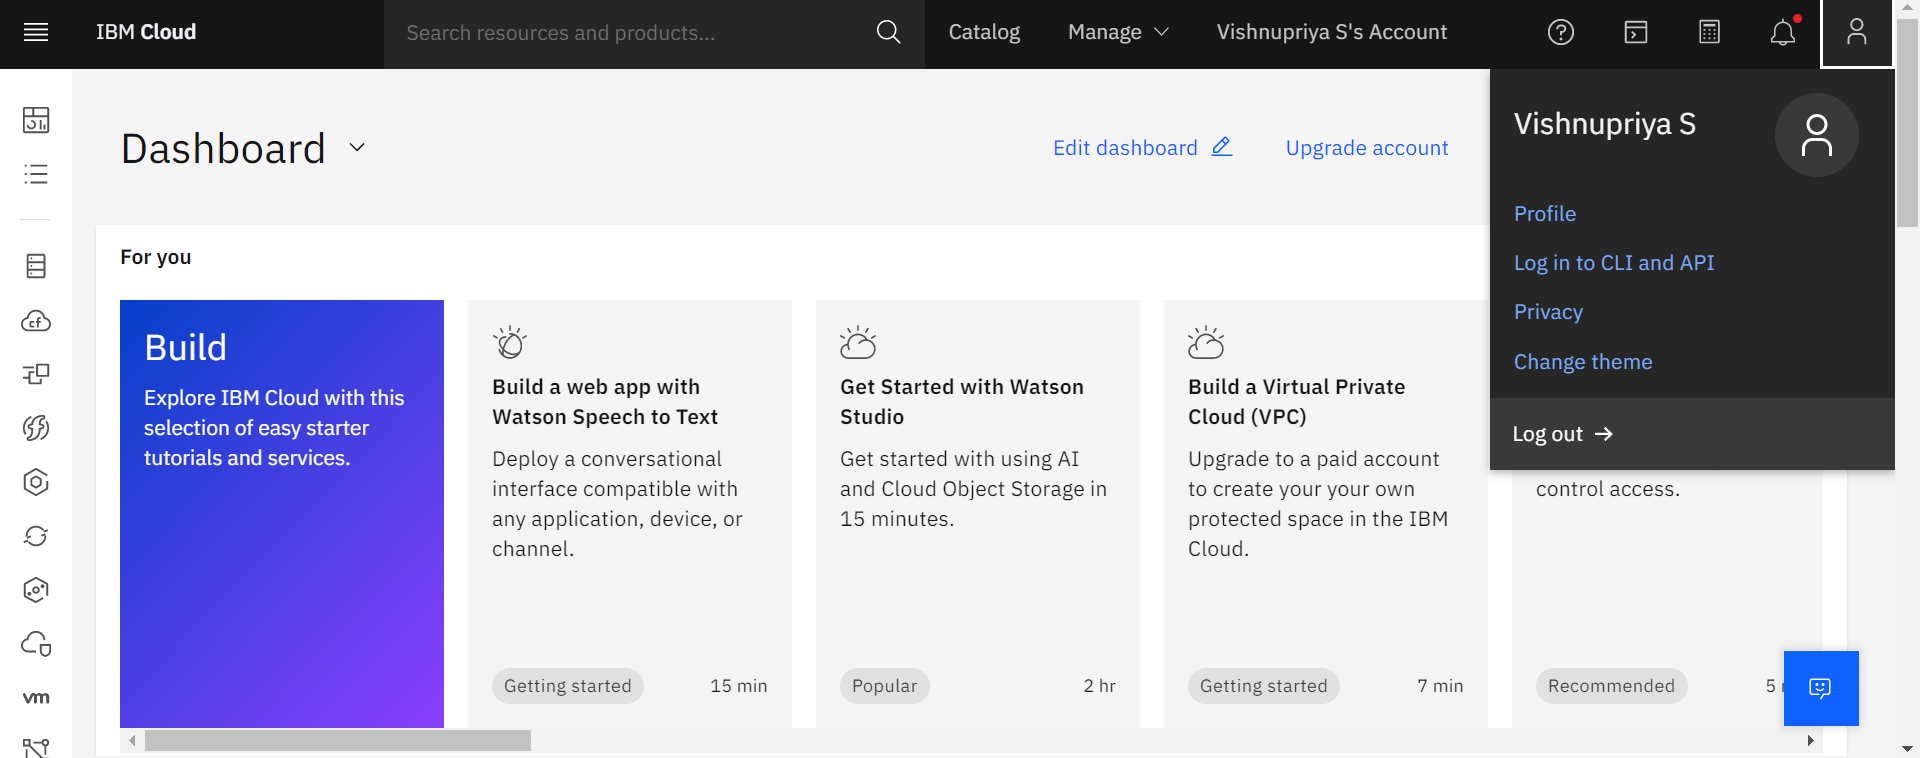 IBM Cloud
Search resources and products...
Catalog
Manage
Vishnupriya S's Account
Vishnupriya S
Profile
Log in to CLI and API
Privacy
Change theme
Log out
Dashboard
Edit dashboard
Upgrade account
For you
Build
Explore IBM Cloud with this
selection of easy starter
tutorials and services.
Build a web app with
Watson Speech to Text
Deploy a conversational
interface compatible with
any application, device, or
channel.
Getting started
15 min
Get Started with Watson
Studio
Get started with using AI
and Cloud Object Storage in
15 minutes.
Popular
2 hr
Build a Virtual Private
Cloud (VPC)
Upgrade to a paid account
to create your your own
protected space in the IBM
Cloud.
Getting started
7 min
control access.
Recommended
5
cf
vm